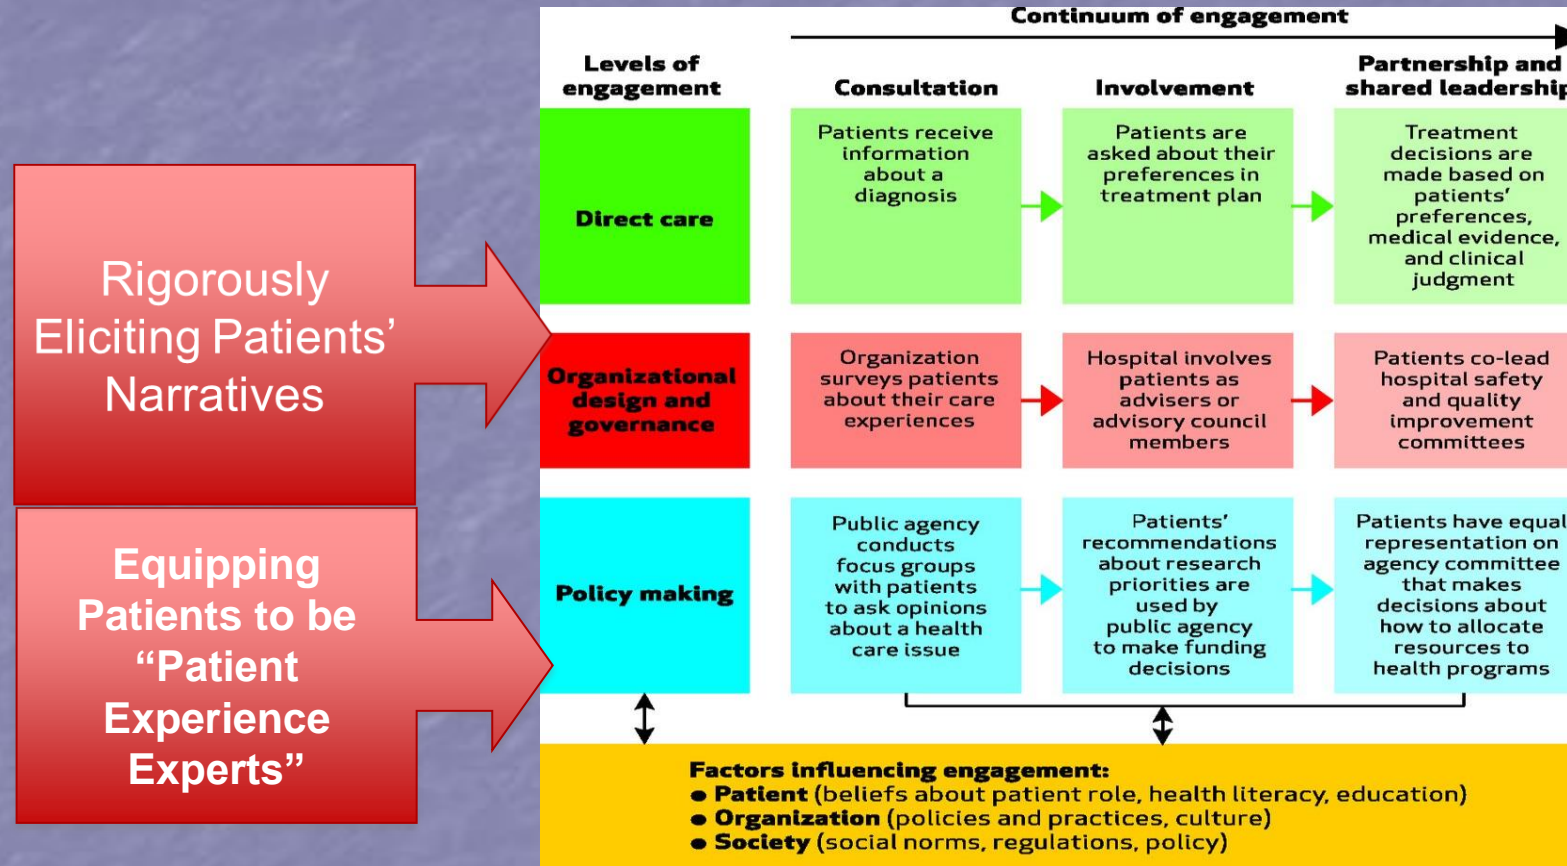 Rigorously
Eliciting Patients’
Narratives
Equipping
Patients to be
“Patient
Experience
Experts”
Continuum of engagement
Levels of
engagement
Consultation
Involvement
Partnership and
shared leadership
Direct care
Patients receive
information
about a
diagnosis
Patients are
asked about their
preferences in
treatment plan
Treatment
decisions are
made based on
patients’
preferences,
medical evidence,
and clinical
judgment
Organizational
design and
governance
Organization
surveys patients
about their care
experiences
Hospital involves
patients as
advisers or
advisory council
members
Patients co-lead
hospital safety
and quality
improvement
committees
Policy making
Public agency
conducts
focus groups
with patients
to ask opinions
about a health
care issue
Patients’
recommendations
about research
priorities are
used by
public agency
to make funding
decisions
Patients have equal
representation on
agency committee
that makes
decisions about
how to allocate
resources to
health programs
Factors influencing engagement:
● Patient (beliefs about patient role, health literacy, education)
● Organization (policies and practices, culture)
● Society (social norms, regulations, policy)